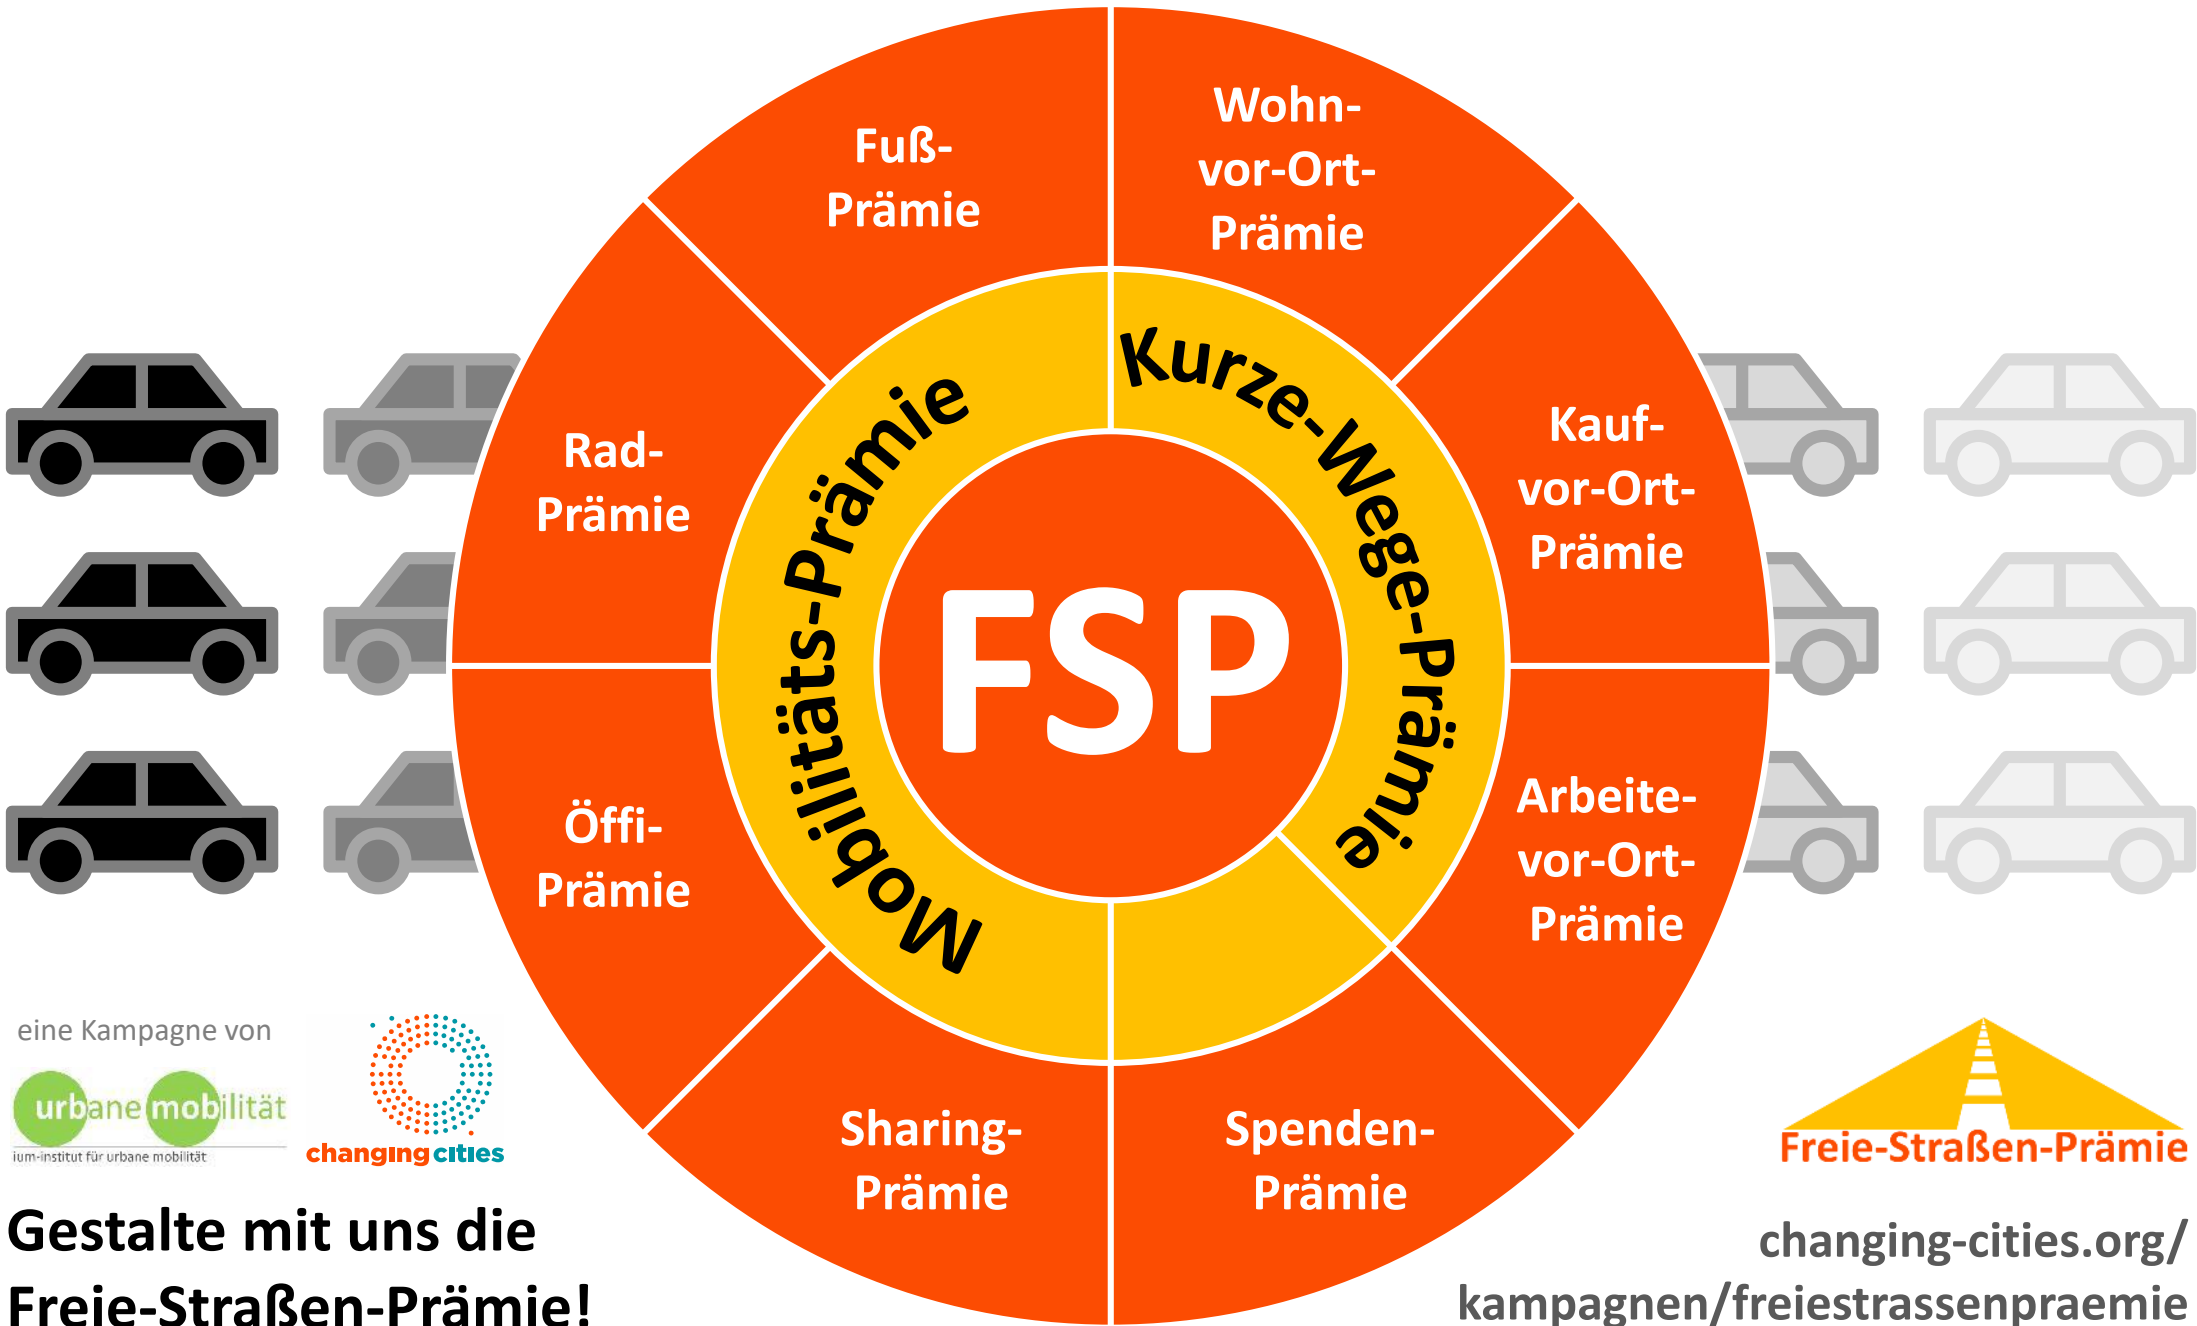 Wohn-
vor-Ort-
Prämie
Fuß-
Prämie
Kauf-
vor-Ort-
Prämie
Rad-
Prämie
Kurze-Wege-Prämie
Mobilitäts-Prämie
FSP
Arbeite-
vor-Ort-
Prämie
Öffi-
Prämie
Sharing-
Prämie
Spenden-
Prämie
eine Kampagne von
urbane mobilität
ium-institut für urbane mobilität
changing cities
Gestalte mit uns die
Freie-Straßen-Prämie!
Freie-Straßen-Prämie
changing-cities.org/
kampagnen/freiestrassenpraemie